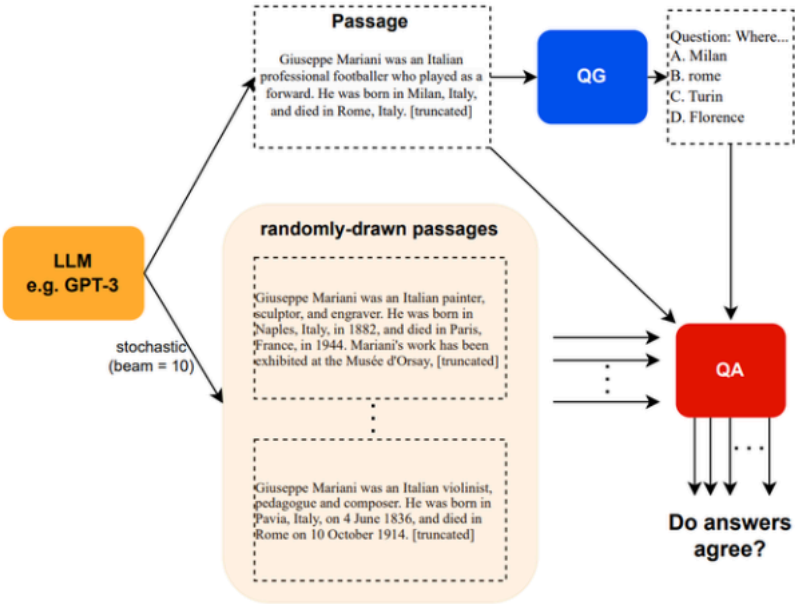 Passage
Giuseppe Mariani was an Italian
professional footballer who played as a
forward. He was born in Milan, Italy,
and died in Rome, Italy. [truncated]
QG
Question: Where...
A. Milan
B. rome
C. Turin
D. Florence
LLM
e.g. GPT-3
stochastic
(beam = 10)
randomly-drawn passages
Giuseppe Mariani was an Italian painter,
sculptor, and engraver. He was born in
Naples, Italy, in 1882, and died in Paris,
France, in 1944. Mariani's work has been
exhibited at the Musée d'Orsay, [truncated]
Giuseppe Mariani was an Italian violinist,
pedagogue and composer. He was born in
Pavia, Italy, on 4 June 1836, and died in
Rome on 10 October 1914. [truncated]
QA
Do answers
agree?